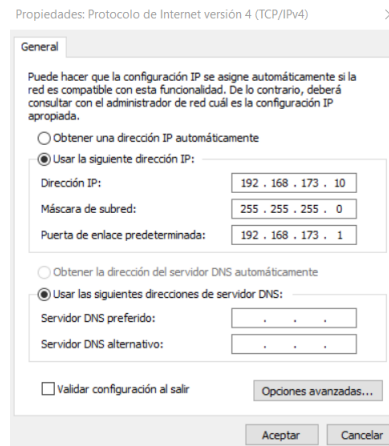 Propiedades: Protocolo de Internet versión 4 (TCP/IPv4)
General
Puede hacer que la configuración IP se asigne automáticamente si la
red es compatible con esta funcionalidad. De lo contrario, deberá
consultar con el administrador de red cuál es la configuración IP
apropiada.
Obtener una dirección IP automáticamente
Usar la siguiente dirección IP:
Dirección IP: 192 . 168 . 173 . 10
Máscara de subred: 255 . 255 . 255 . 0
Puerta de enlace predeterminada: 192 . 168 . 173 . 1
Obtener la dirección del servidor DNS automáticamente
Usar las siguientes direcciones de servidor DNS:
Servidor DNS preferido: . . .
Servidor DNS alternativo: . . .
Validar configuración al salir
Opciones avanzadas...
Aceptar Cancelar